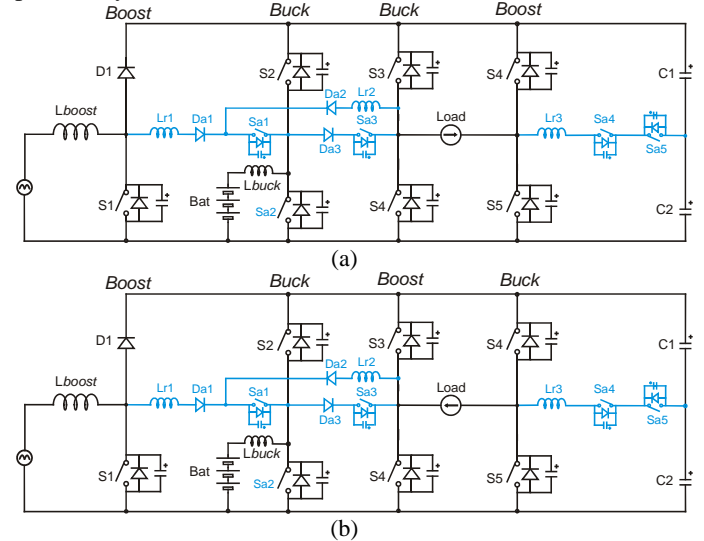 Boost Buck Buck Boost
D1 S2 S3 S4 C1
Da2 Lr2
Lboost Lr1 Da1 Sa1 Sa3 Load Lr3 Sa4
Da3 Sa5
Lbuck
S1 Bat Sa2 S4 S5 C2
(a)
Boost Buck Boost Buck
D1 S2 S3 S4 C1
Da2 Lr2
Lboost Lr1 Da1 Sa1 Sa3 Load Lr3 Sa4
Da3 Sa5
Lbuck
S1 Bat Sa2 S4 S5 C2
(b)